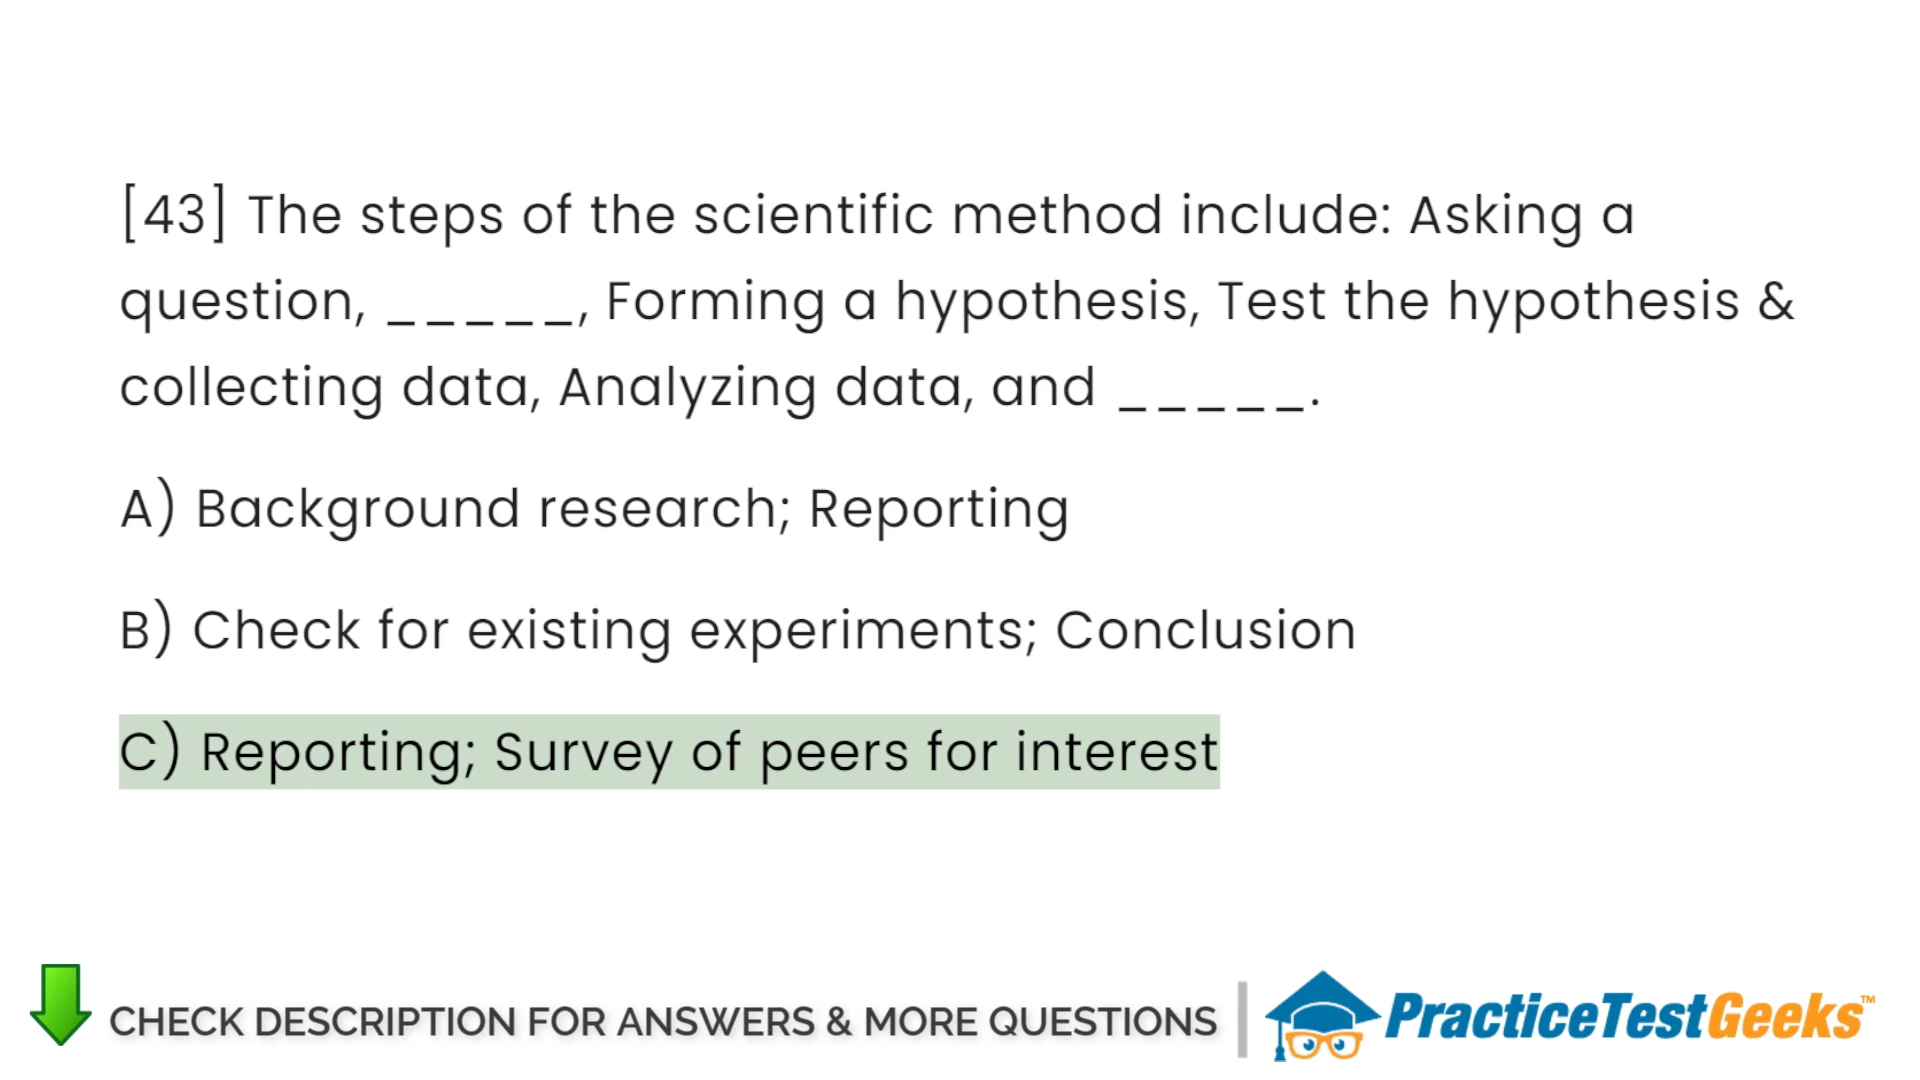 [43] The steps of the scientific method include: Asking a
question, _____, Forming a hypothesis, Test the hypothesis &
collecting data, Analyzing data, and _____.
A) Background research; Reporting
B) Check for existing experiments; Conclusion
C) Reporting; Survey of peers for interest
CHECK DESCRIPTION FOR ANSWERS & MORE QUESTIONS
PracticeTestGeeks™